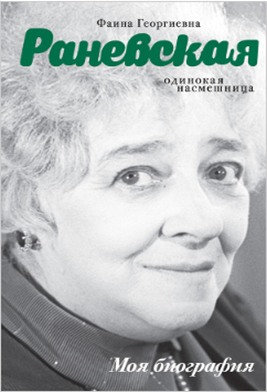 Фаина Георгиевна
Раневская
одинокая
насмешница
Моя биография